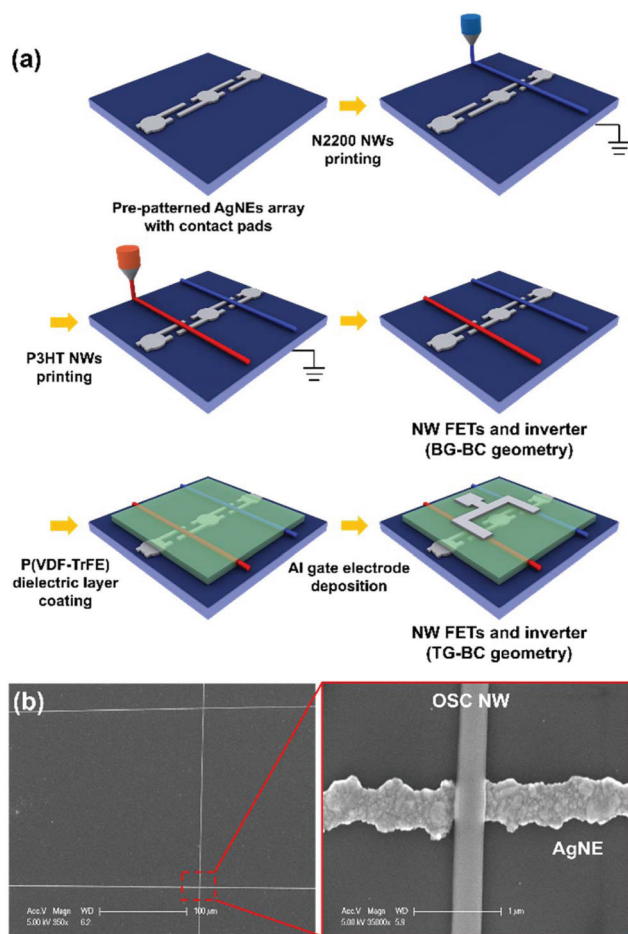 (a)
N2200 NWs
printing
Pre-patterned AgNEs array
with contact pads
P3HT NWs
printing
NW FETs and inverter
(BG-BC geometry)
P(VDF-TrFE)
dielectric layer
coating
Al gate electrode
deposition
NW FETs and inverter
(TG-BC geometry)
(b)
OSC NW
AgNE
Acc.V Magn WD
5.00 kV 350x 6.2
100 µm
Acc.V Magn WD
5.00 kV 35000x 5.9
1 µm